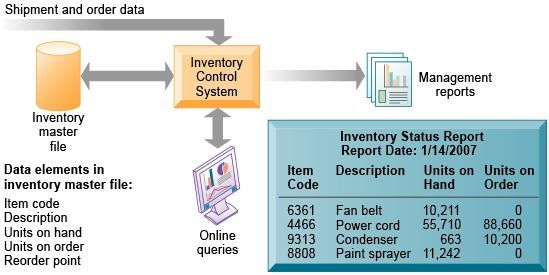 Shipment and order data
Inventory
Control
System
Management
reports
Inventory
master
file
Online
queries
Data elements in
inventory master file:
Item code
Description
Units on hand
Units on order
Reorder point
Inventory Status Report
Report Date: 1/14/2007
Item Code Description Units on Hand Units on Order
6361 Fan belt 10,211 0
4466 Power cord 55,710 88,660
9313 Condenser 663 10,200
8808 Paint sprayer 11,242 0